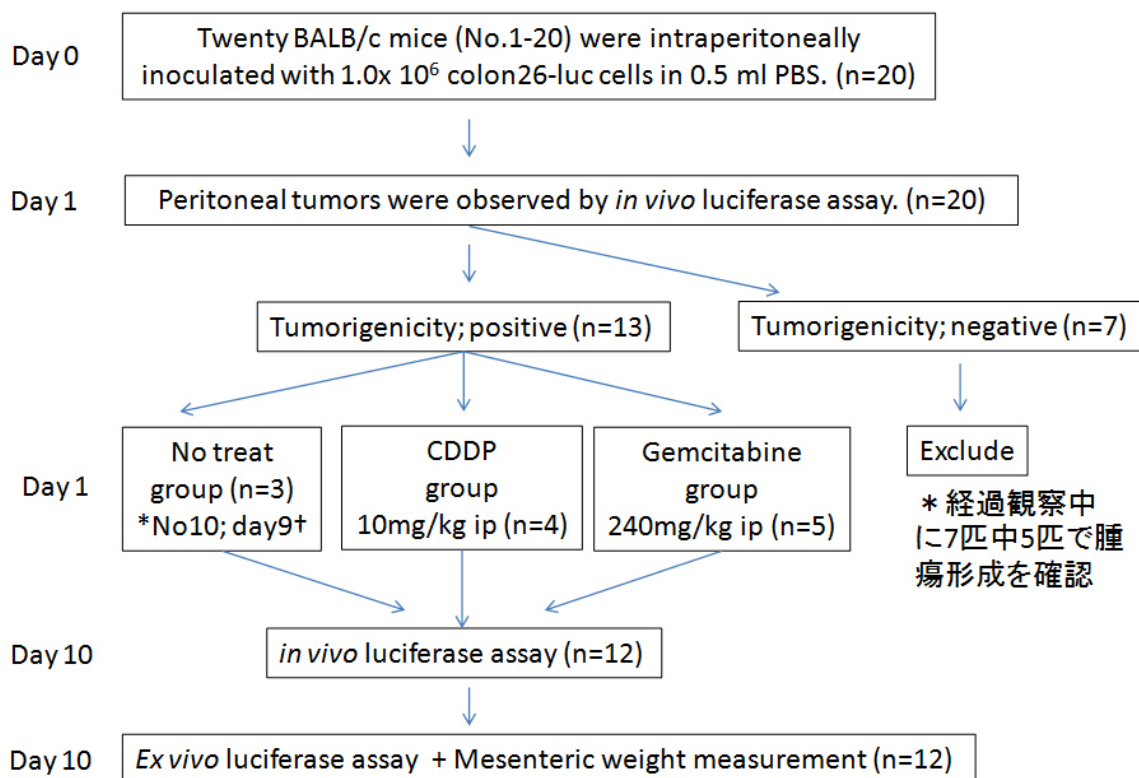 Day 0
Twenty BALB/c mice (No.1-20) were intraperitoneally
inoculated with 1.0x 10⁶ colon26-luc cells in 0.5 ml PBS. (n=20)
Day 1
Peritoneal tumors were observed by in vivo luciferase assay. (n=20)
Tumorigenicity; positive (n=13)
Tumorigenicity; negative (n=7)
Day 1
No treat
group (n=3)
*No10; day9†
CDDP
group
10mg/kg ip (n=4)
Gemcitabine
group
240mg/kg ip (n=5)
Exclude
＊経過観察中
に7匹中5匹で腫
瘍形成を確認
Day 10
in vivo luciferase assay (n=12)
Day 10
Ex vivo luciferase assay + Mesenteric weight measurement (n=12)